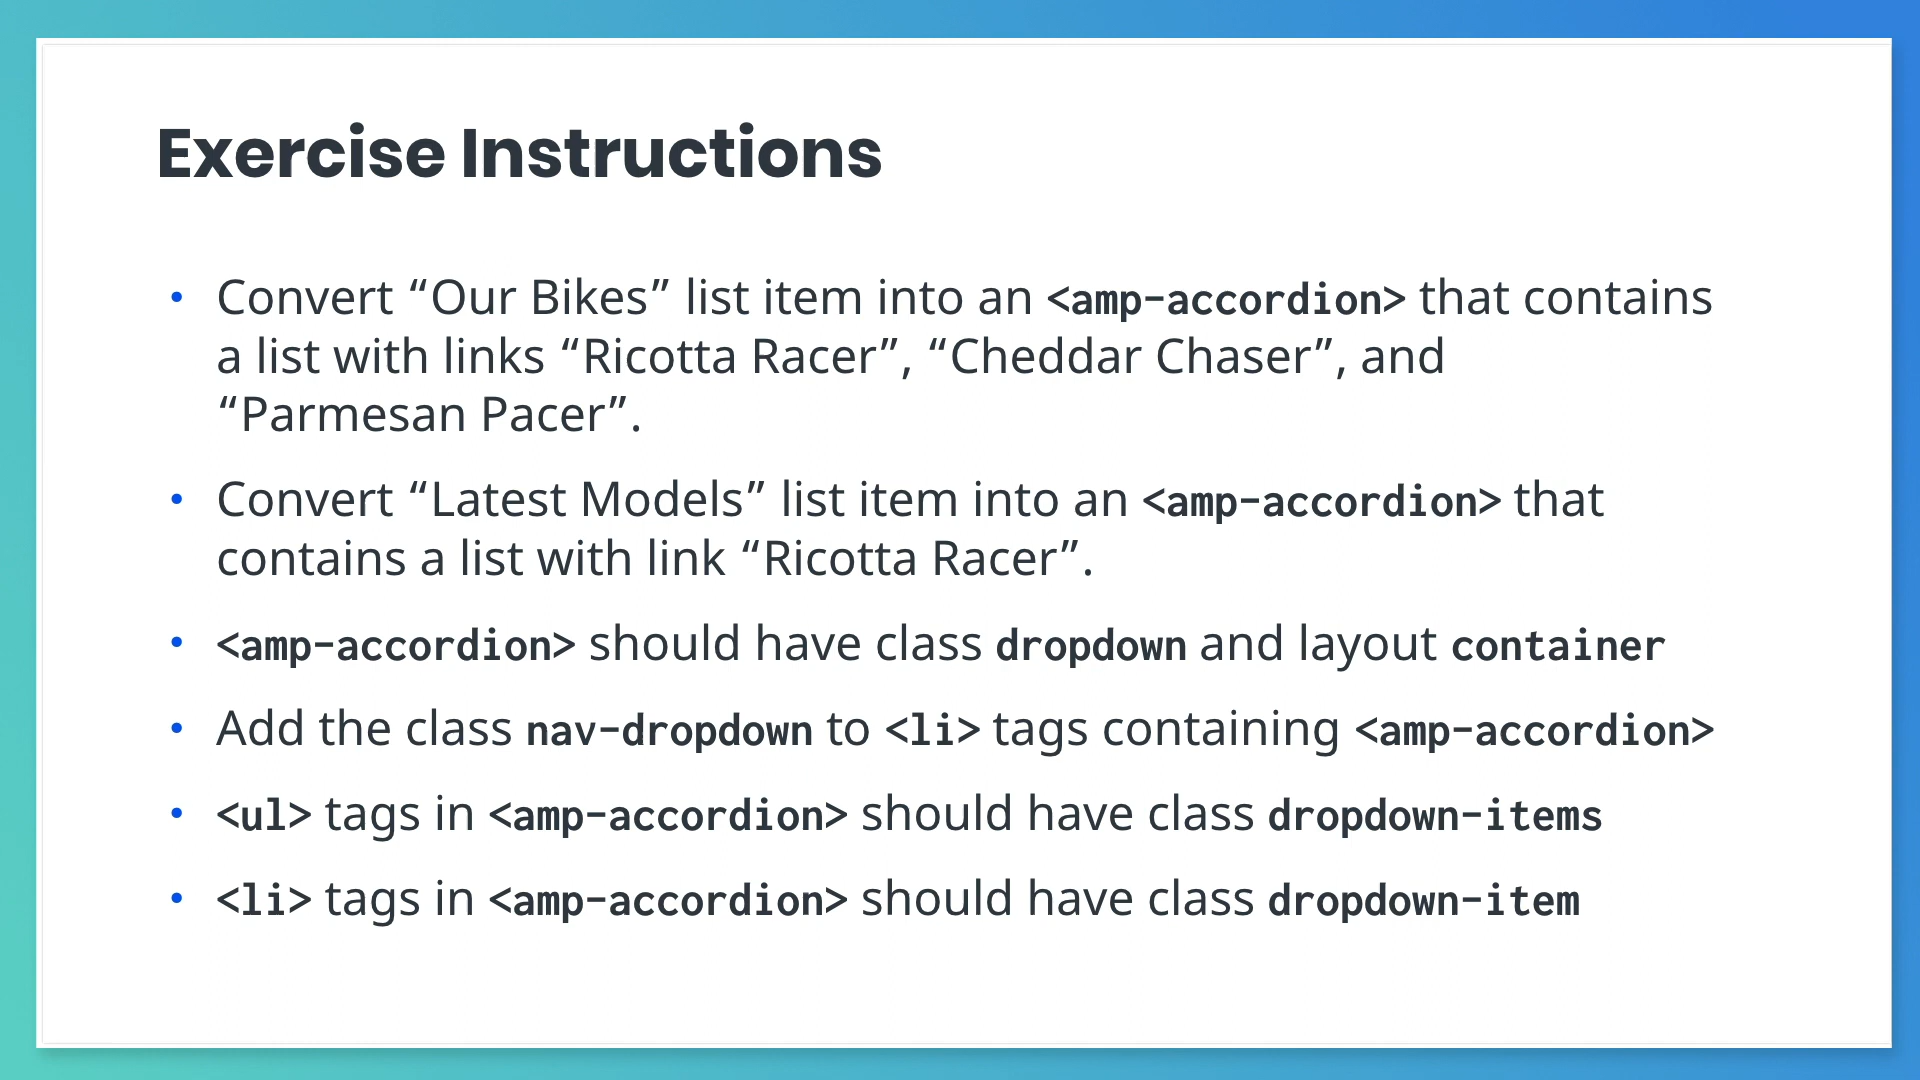 Exercise Instructions
• Convert “Our Bikes” list item into an <amp-accordion> that contains
a list with links “Ricotta Racer”, “Cheddar Chaser”, and
“Parmesan Pacer”.
• Convert “Latest Models” list item into an <amp-accordion> that
contains a list with link “Ricotta Racer”.
• <amp-accordion> should have class dropdown and layout container
• Add the class nav-dropdown to <li> tags containing <amp-accordion>
• <ul> tags in <amp-accordion> should have class dropdown-items
• <li> tags in <amp-accordion> should have class dropdown-item